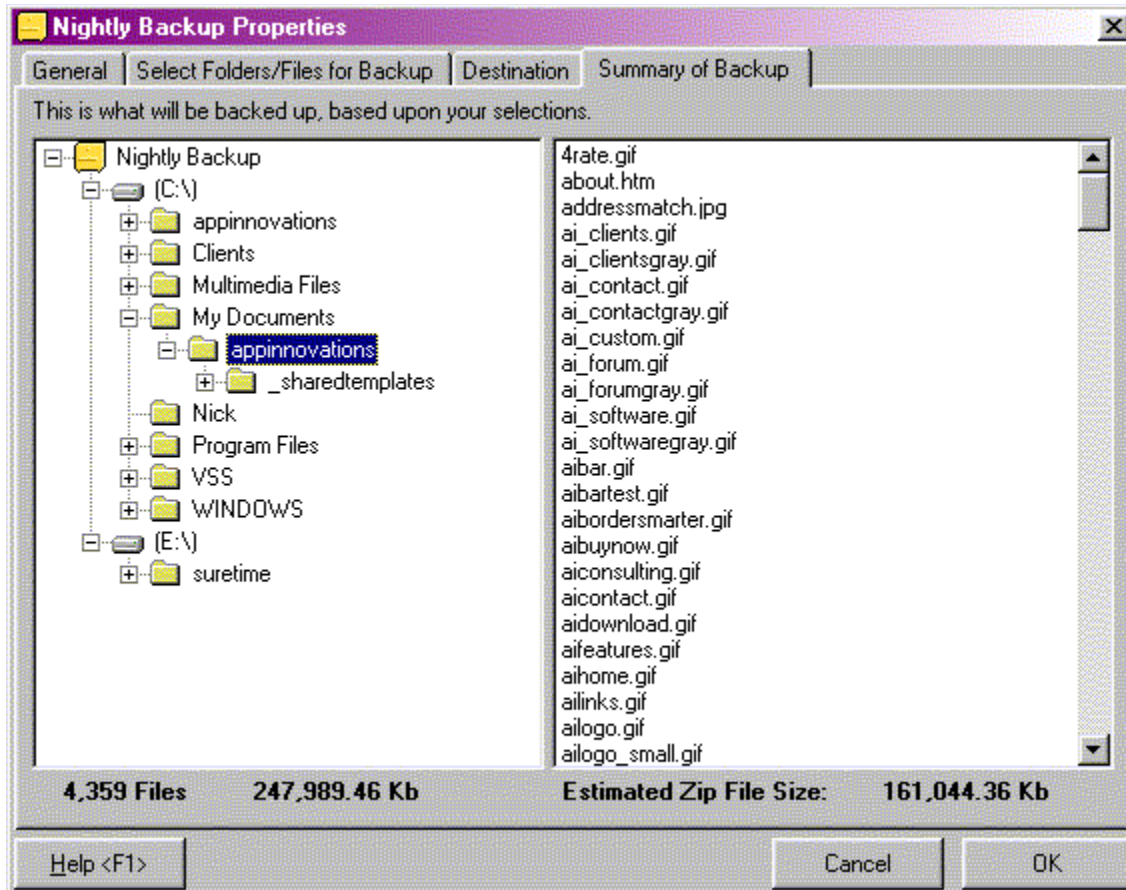 Nightly Backup Properties
General Select Folders/Files for Backup Destination Summary of Backup
This is what will be backed up, based upon your selections.
Nightly Backup
(C:\)
appinnovations
Clients
Multimedia Files
My Documents
appinnovations
_sharedtemplates
Nick
Program Files
VSS
WINDOWS
(E:\)
suretime
4rate.gif
about.htm
addressmatch.jpg
ai_clients.gif
ai_clientsgray.gif
ai_contact.gif
ai_contactgray.gif
ai_custom.gif
ai_forum.gif
ai_forumgray.gif
ai_software.gif
ai_softwaregray.gif
aibar.gif
aibartest.gif
aibordersmarter.gif
aibuynow.gif
aiconsulting.gif
aicontact.gif
aidownload.gif
aifeatures.gif
aihome.gif
ailinks.gif
ailogo.gif
ailogo_small.gif
4,359 Files 247,989.46 Kb Estimated Zip File Size: 161,044.36 Kb
Help <F1> Cancel OK